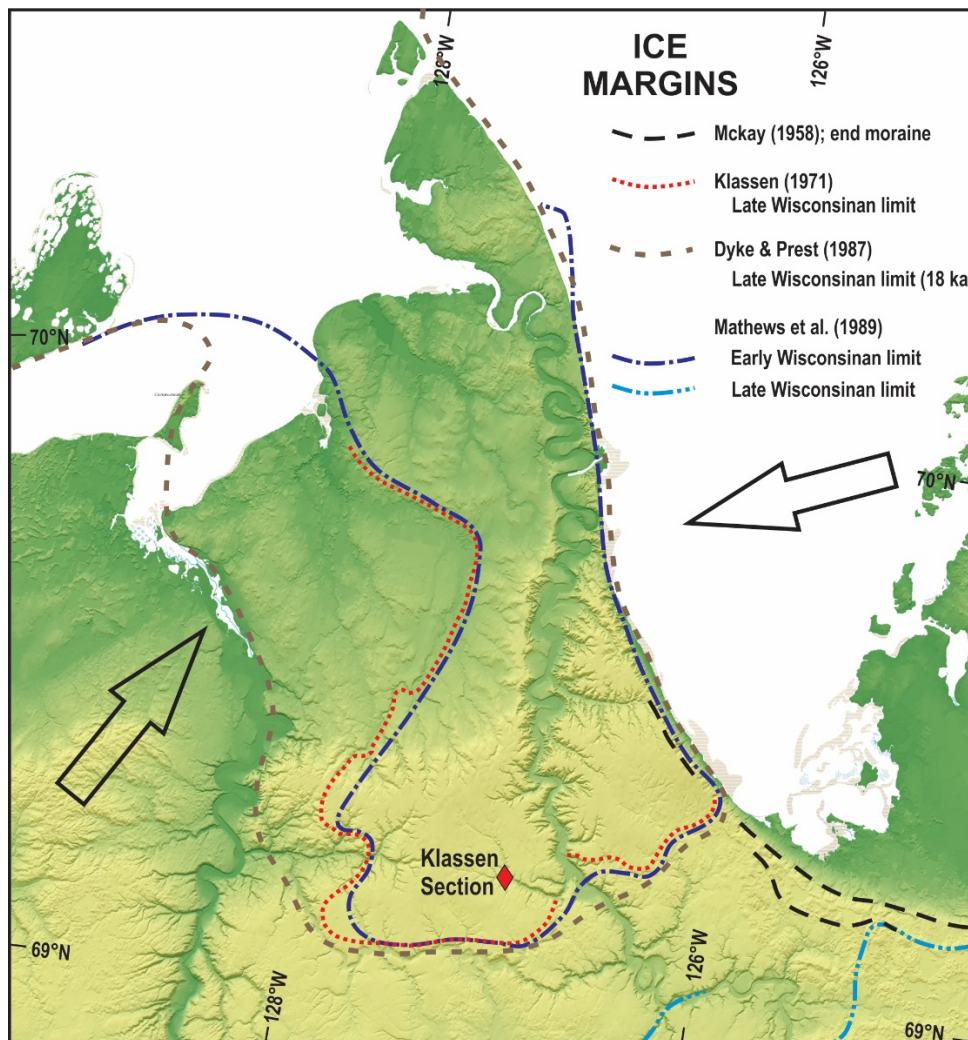 128°W
126°W
ICE
MARGINS
Mckay (1958); end moraine
Klassen (1971)
Late Wisconsinan limit
Dyke & Prest (1987)
Late Wisconsinan limit (18 ka
Mathews et al. (1989)
Early Wisconsinan limit
Late Wisconsinan limit
70°N
70°N
Klassen
Section
69°N
128°W
126°W
69°N